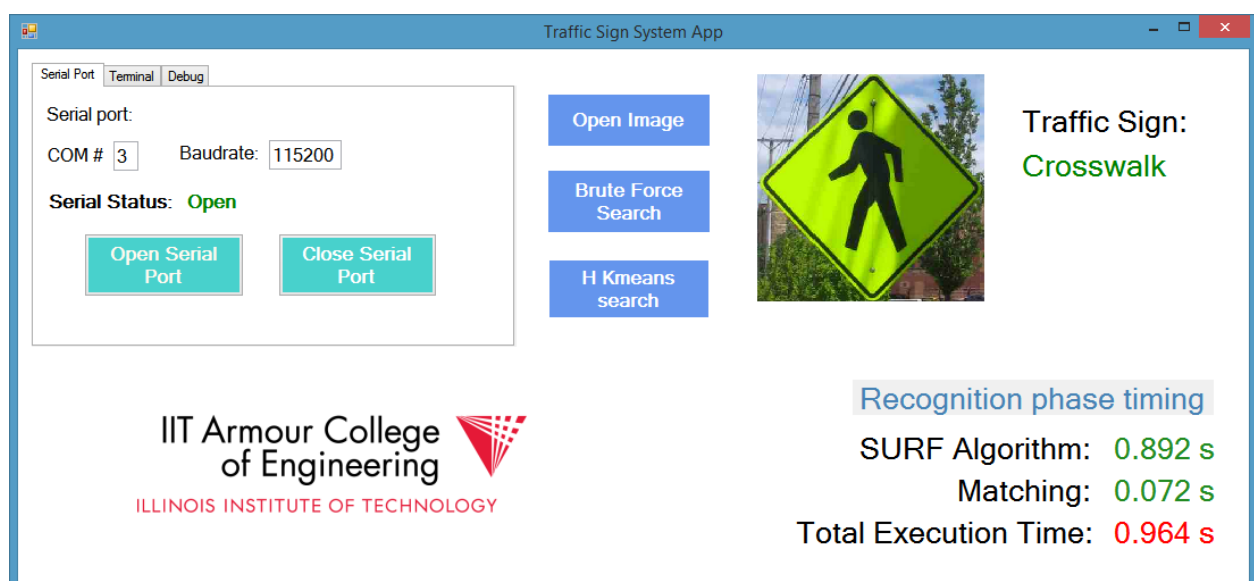 Traffic Sign System App
Serial Port Terminal Debug
Serial port:
COM # 3 Baudrate: 115200
Serial Status: Open
Open Serial
Port
Close Serial
Port
Open Image
Brute Force
Search
H Kmeans
search
Traffic Sign:
Crosswalk
IIT Armour College
of Engineering
ILLINOIS INSTITUTE OF TECHNOLOGY
Recognition phase timing
SURF Algorithm: 0.892 s
Matching: 0.072 s
Total Execution Time: 0.964 s